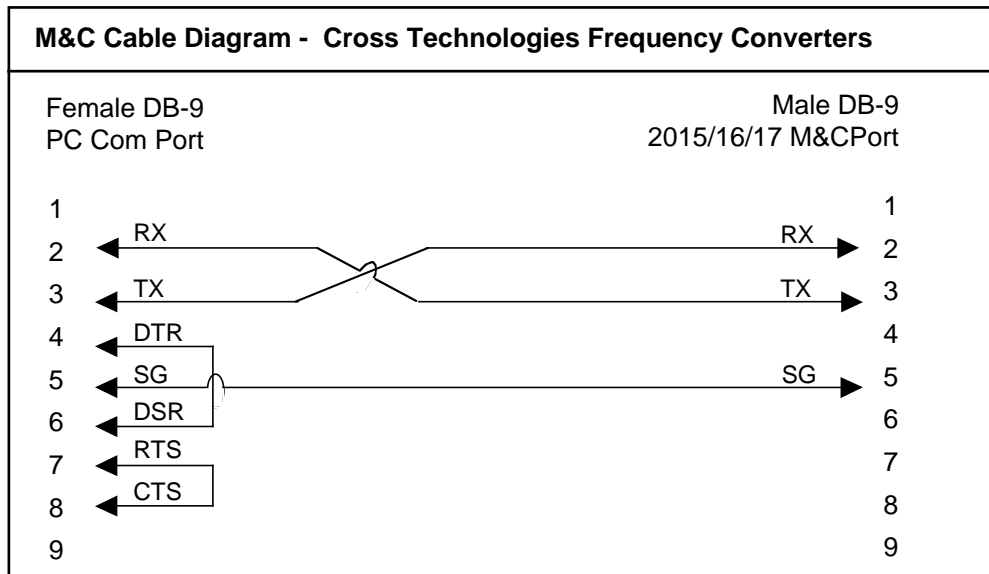 M&C Cable Diagram -  Cross Technologies Frequency Converters
Female DB-9
PC Com Port
Male DB-9
2015/16/17 M&CPort
1 1
2 RX RX 2
3 TX TX 3
4 DTR 4
5 SG SG 5
6 DSR 6
7 RTS 7
8 CTS 8
9 9